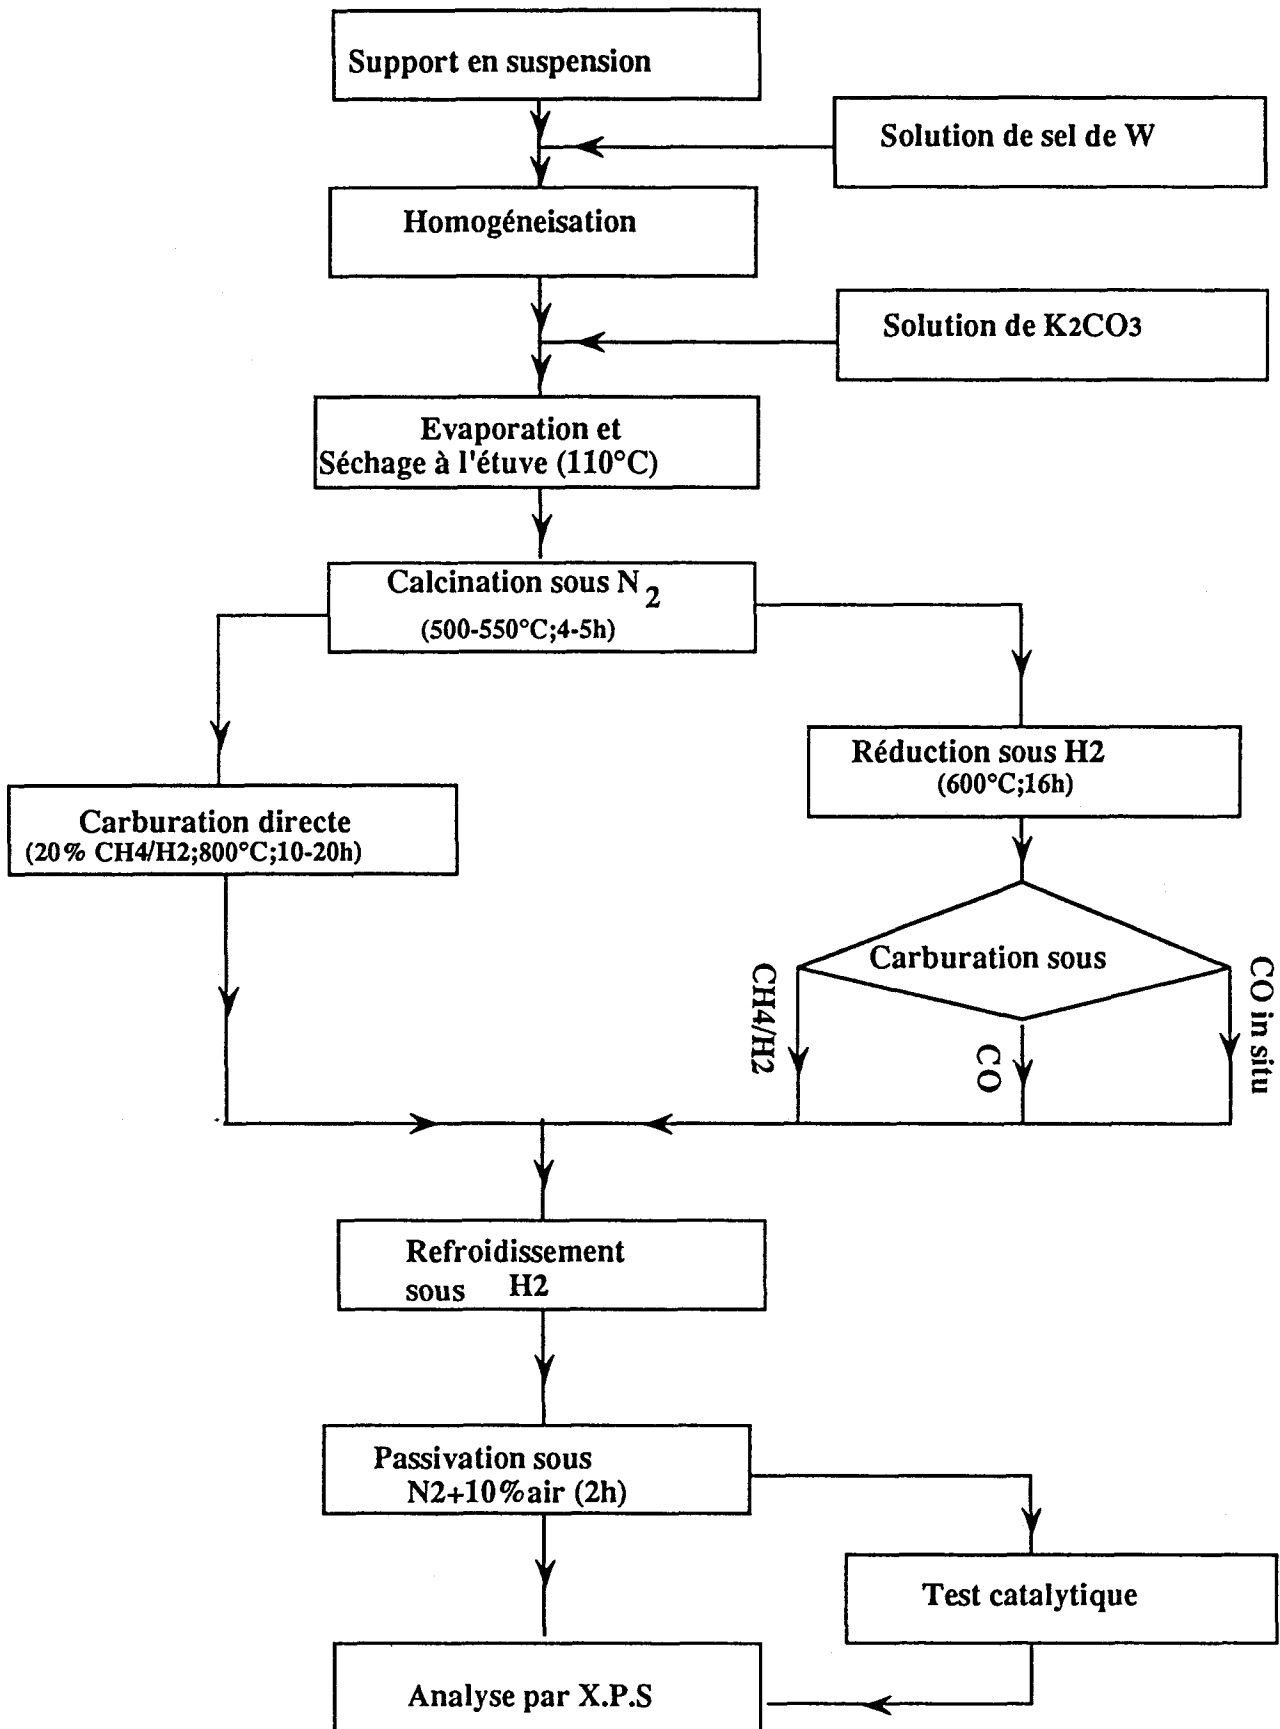 Support en suspension
Solution de sel de W
Homogéneisation
Solution de K2CO3
Evaporation et
Séchage à l'étuve (110°C)
Calcination sous N2
(500-550°C;4-5h)
Réduction sous H2
(600°C;16h)
Carburation directe
(20% CH4/H2;800°C;10-20h)
Carburation sous
CH4/H2
CO
CO in situ
Refroidissement
sous H2
Passivation sous
N2+10%air (2h)
Test catalytique
Analyse par X.P.S